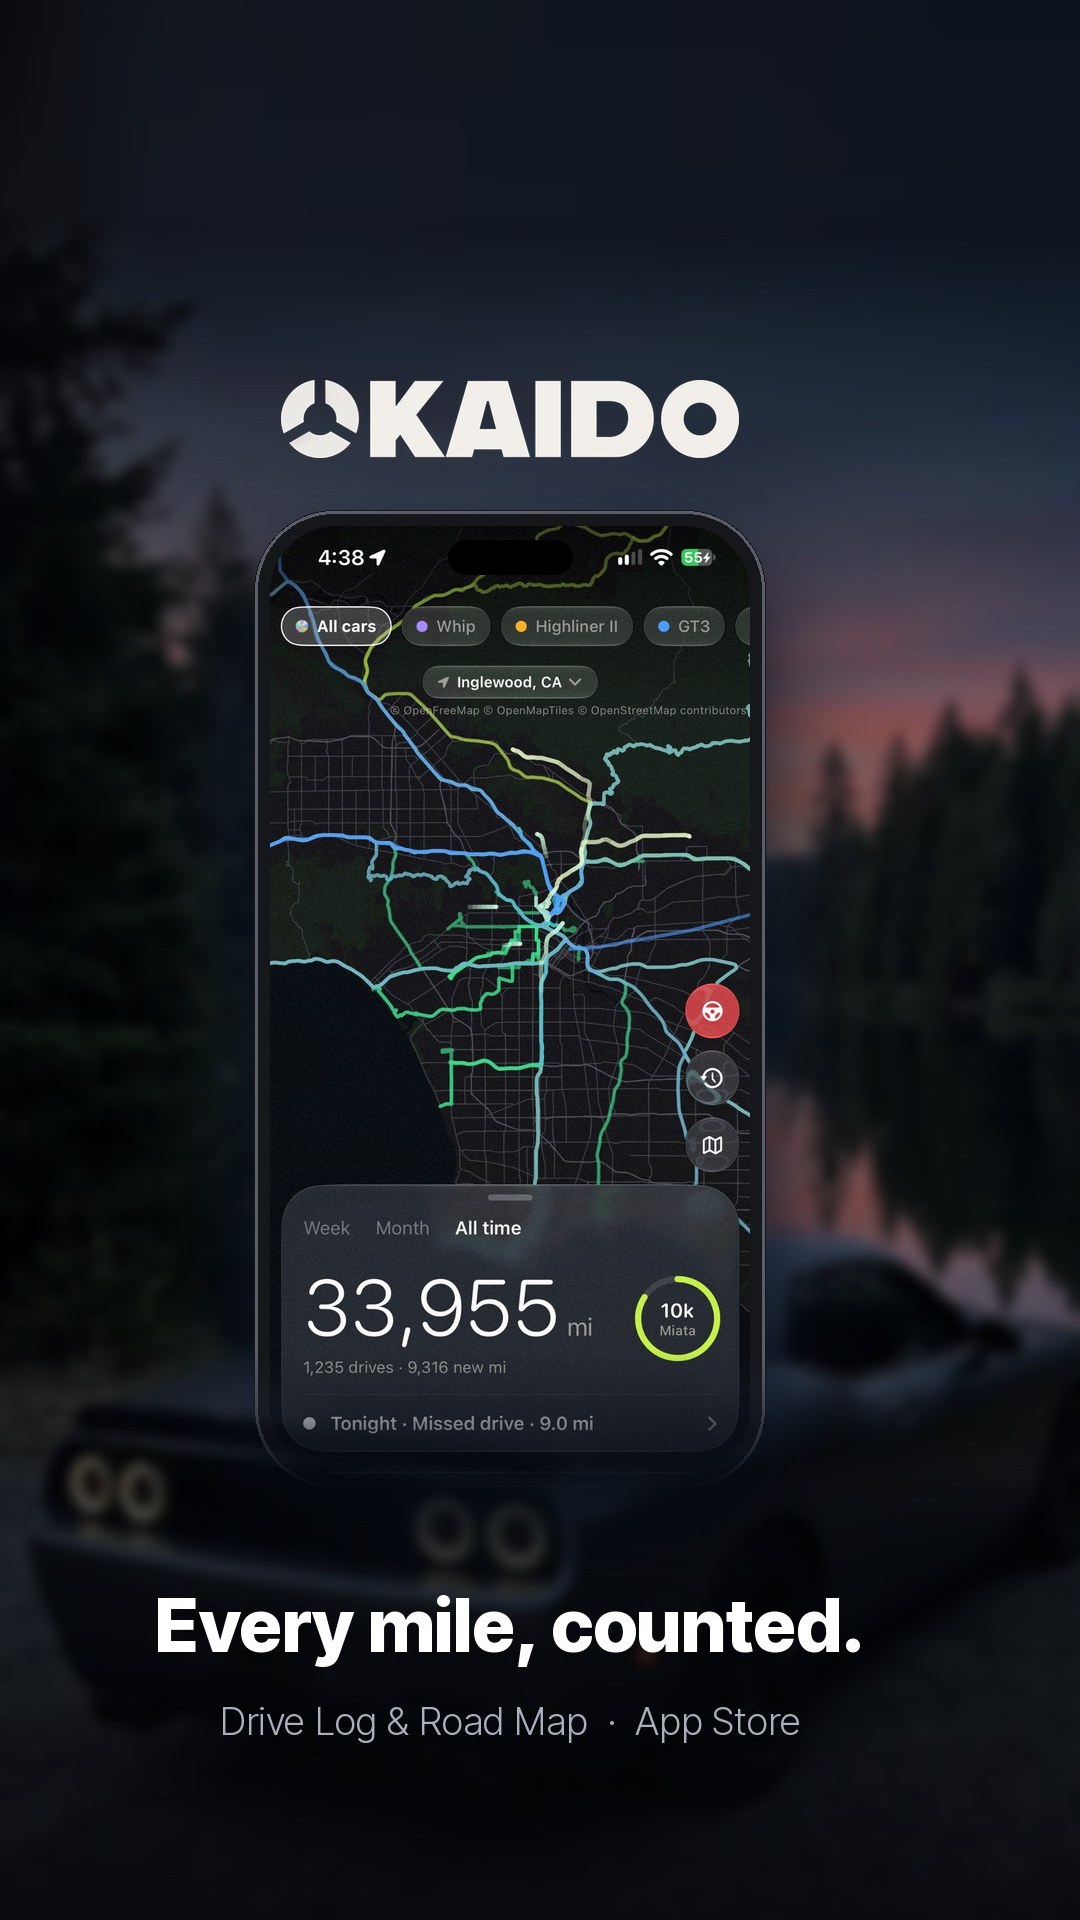 KAIDO
4:38
55
All cars
Whip
Highliner II
GT3
Inglewood, CA
© OpenFreeMap © OpenMapTiles © OpenStreetMap contributors
Week Month All time
33,955 mi
10k
Miata
1,235 drives · 9,316 new mi
Tonight · Missed drive · 9.0 mi
Every mile, counted.
Drive Log & Road Map · App Store